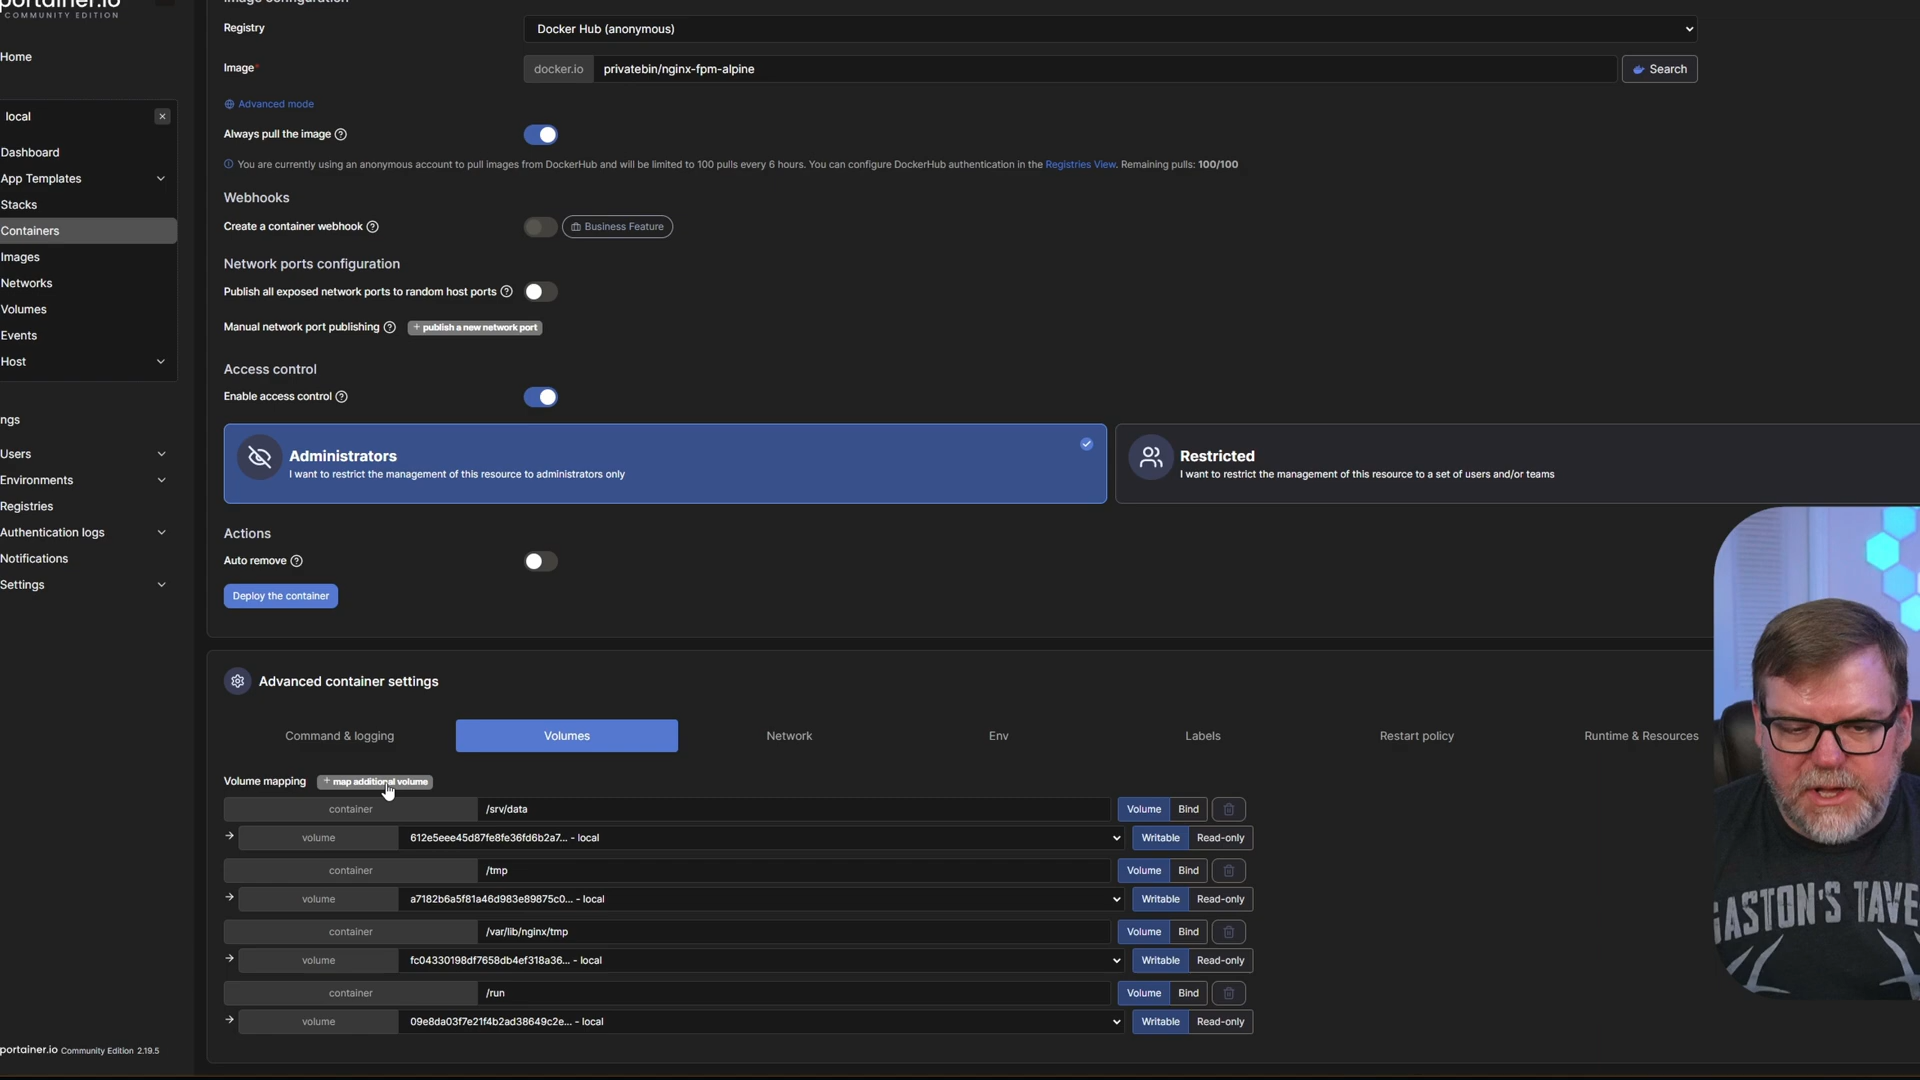 portainer.io
COMMUNITY EDITION
Home
local
Dashboard
App Templates
Stacks
Containers
Images
Networks
Volumes
Events
Host
ngs
Users
Environments
Registries
Authentication logs
Notifications
Settings
portainer.io Community Edition 2.19.5
Image configuration
Registry Docker Hub (anonymous)
Image* docker.io privatebin/nginx-fpm-alpine Search
Advanced mode
Always pull the image
You are currently using an anonymous account to pull images from DockerHub and will be limited to 100 pulls every 6 hours. You can configure DockerHub authentication in the Registries View. Remaining pulls: 100/100
Webhooks
Create a container webhook Business Feature
Network ports configuration
Publish all exposed network ports to random host ports
Manual network port publishing + publish a new network port
Access control
Enable access control
Administrators
I want to restrict the management of this resource to administrators only
Restricted
I want to restrict the management of this resource to a set of users and/or teams
Actions
Auto remove
Deploy the container
Advanced container settings
Command & logging Volumes Network Env Labels Restart policy Runtime & Resources
Volume mapping + map additional volume
container /srv/data Volume Bind
volume 612e5eee45d87fe8fe36fd6b2a7... - local Writable Read-only
container /tmp Volume Bind
volume a7182b6a5f81a46d983e89875c0... - local Writable Read-only
container /var/lib/nginx/tmp Volume Bind
volume fc04330198df7658db4ef318a36... - local Writable Read-only
container /run Volume Bind
volume 09e8da03f7e21f4b2ad38649c2e... - local Writable Read-only
GASTON'S TAVE